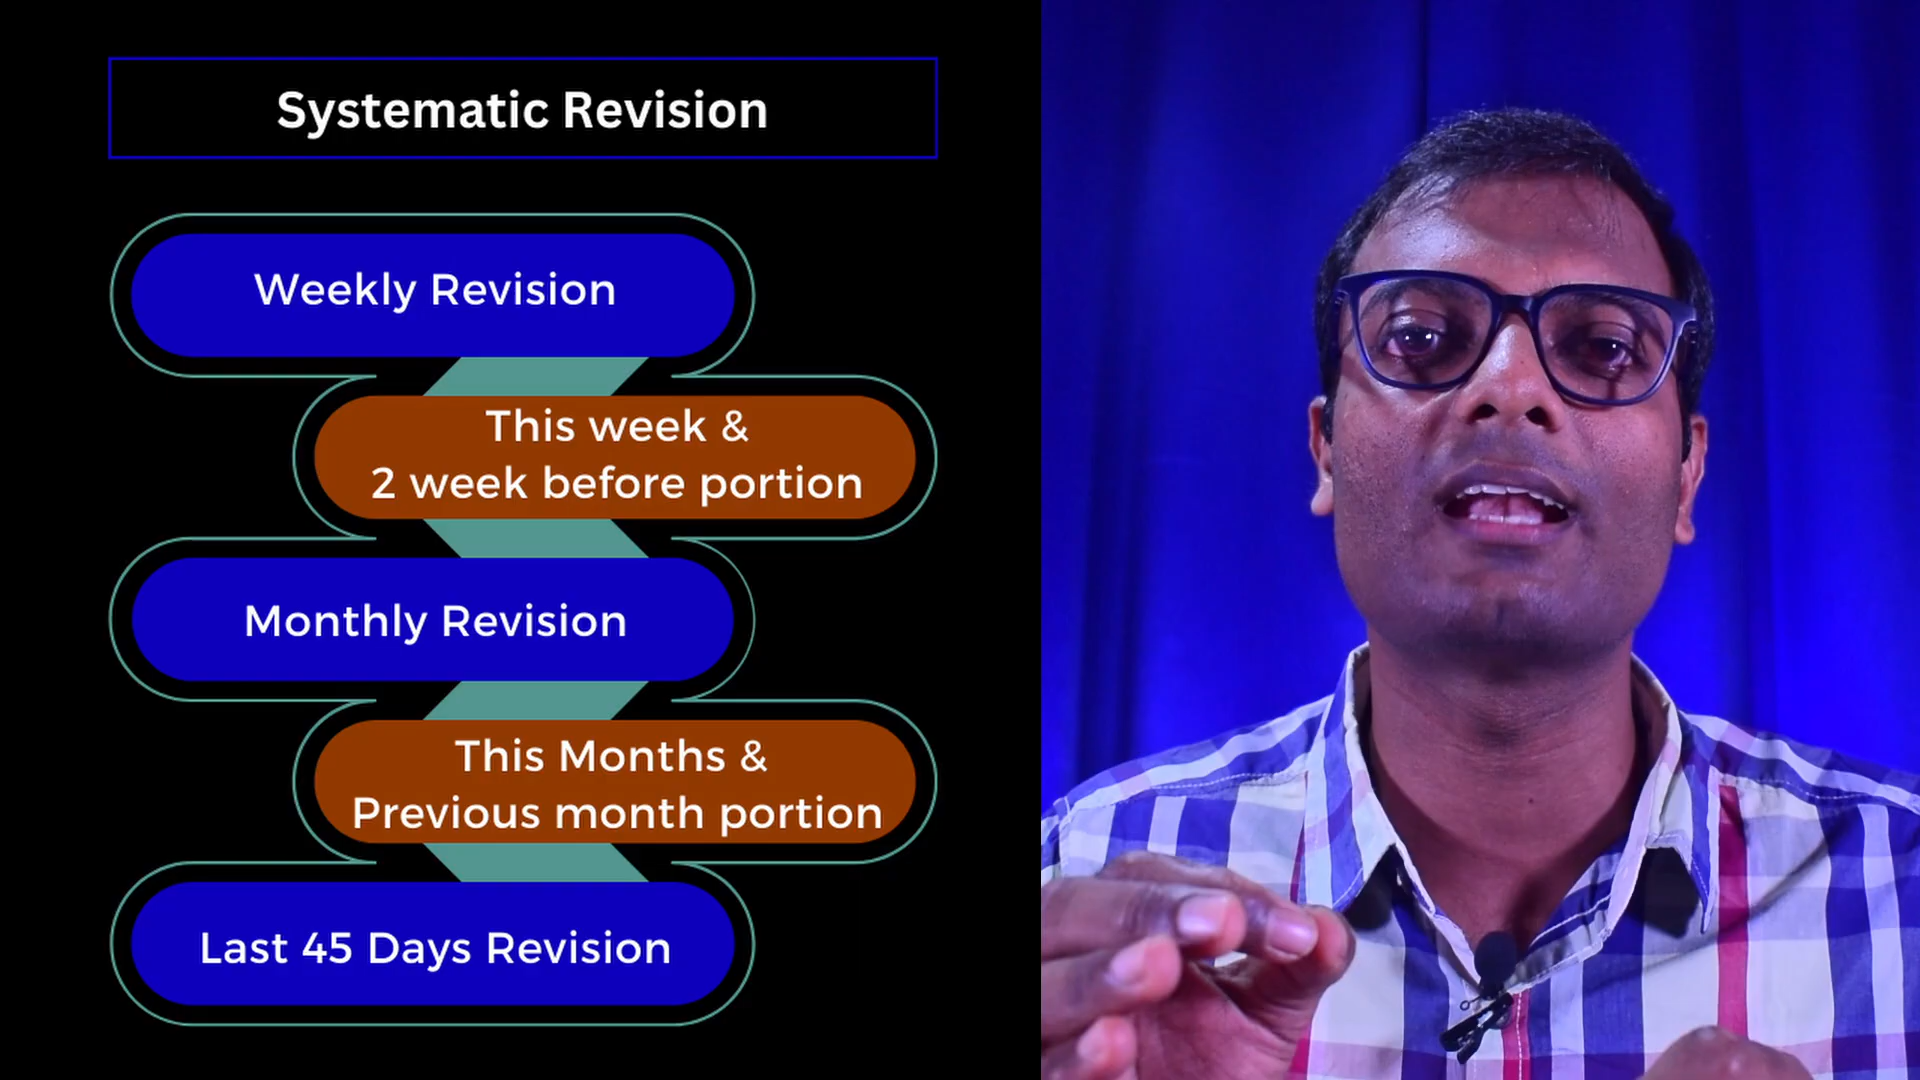 Systematic Revision
Weekly Revision
This week &
2 week before portion
Monthly Revision
This Months &
Previous month portion
Last 45 Days Revision